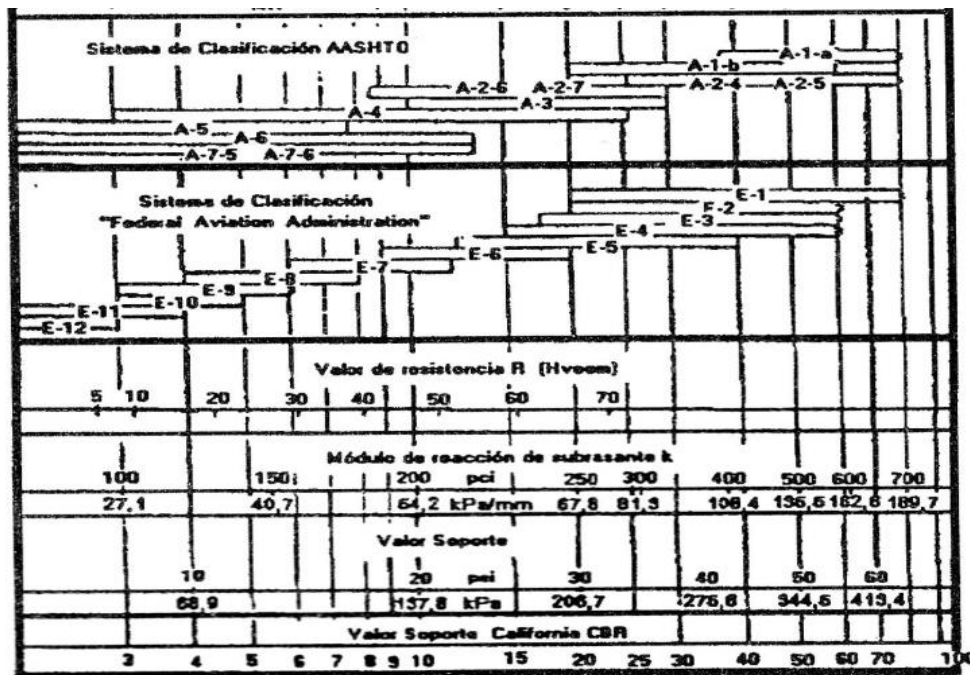 Sistema de Clasificación AASHTO
A-1-a
A-1-b
A-2-6 A-2-7 A-2-4 A-2-5
A-3
A-4
A-5
A-6
A-7-5 A-7-6
Sistema de Clasificación
"Federal Aviation Administration"
E-1
E-2
E-3
E-4
E-5
E-6
E-7
E-8
E-9
E-10
E-11
E-12
Valor de resistencia R (Hveem)
5 10 20 30 40 50 60 70
Módulo de reacción de subrasante k
100 150 200 pci 250 300 400 500 600 700
27,1 40,7 54,2 kPa/mm 67,8 81,3 108,4 135,5 162,6 189,7
Valor Soporte
10 20 psi 30 40 50 60
68,9 137,8 kPa 206,7 275,6 344,5 413,4
Valor Soporte California CBR
3 4 5 6 7 8 9 10 15 20 25 30 40 50 60 70 100